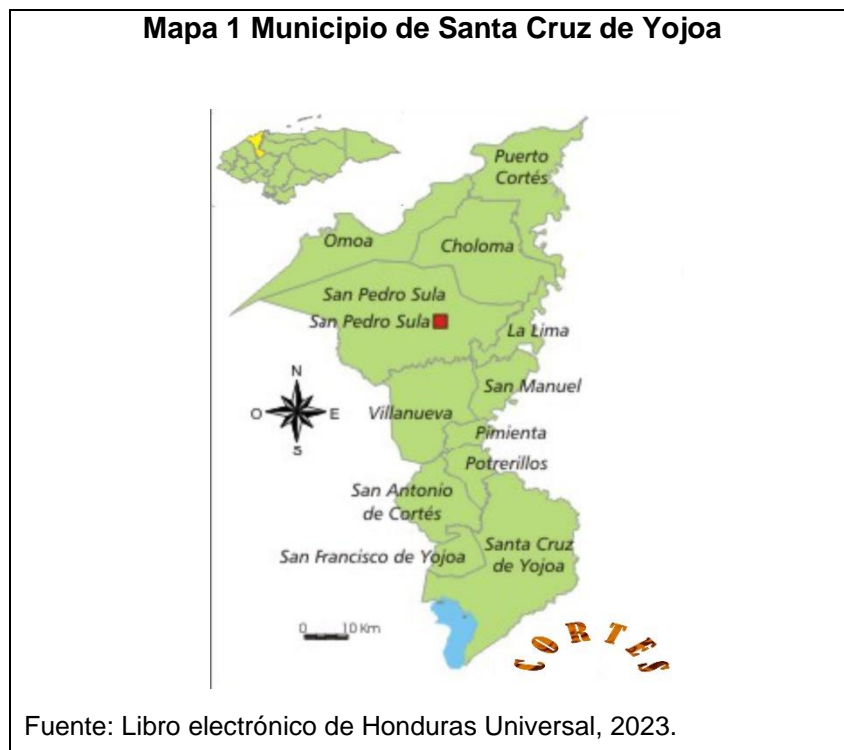 Mapa 1 Municipio de Santa Cruz de Yojoa
Puerto
Cortés
Omoa
Choloma
San Pedro Sula
San Pedro Sula
La Lima
N
O
E
S
San Manuel
Villanueva
Pimienta
Potrerillos
San Antonio
de Cortés
San Francisco de Yojoa
Santa Cruz
de Yojoa
0 10 Km
CORTES
Fuente: Libro electrónico de Honduras Universal, 2023.